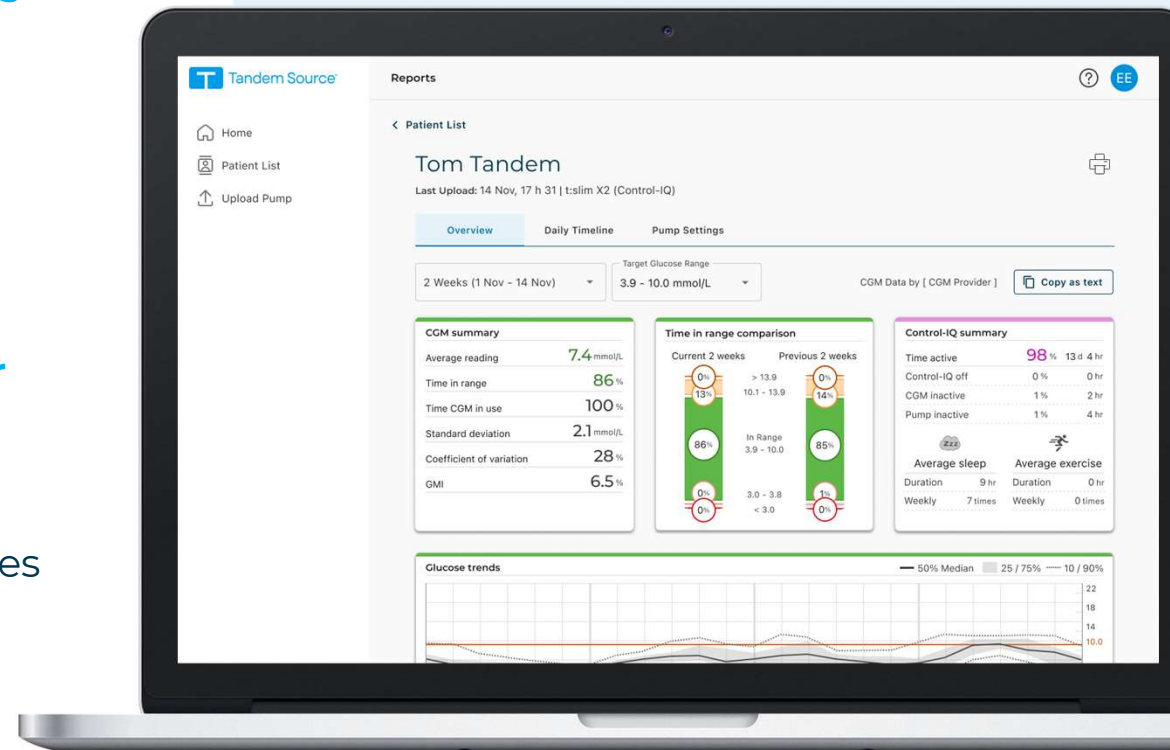 Tandem Source
Reports
EE
Home
Patient List
Upload Pump
Patient List
Tom Tandem
Last Upload: 14 Nov, 17 h 31 | t:slim X2 (Control-IQ)
Overview Daily Timeline Pump Settings
2 Weeks (1 Nov - 14 Nov)
Target Glucose Range
3.9 - 10.0 mmol/L
CGM Data by [ CGM Provider ]
Copy as text
CGM summary
Average reading 7.4 mmol/L
Time in range 86 %
Time CGM in use 100 %
Standard deviation 2.1 mmol/L
Coefficient of variation 28 %
GMI 6.5 %
Time in range comparison
Current 2 weeks Previous 2 weeks
0% > 13.9 0%
13% 10.1 - 13.9 14%
86% In Range 85%
3.9 - 10.0
0% 3.0 - 3.8 1%
0% < 3.0 0%
Control-IQ summary
Time active 98 % 13 d 4 hr
Control-IQ off 0 % 0 hr
CGM inactive 1 % 2 hr
Pump inactive 1 % 4 hr
zzz
Average sleep Average exercise
Duration 9 hr Duration 0 hr
Weekly 7 times Weekly 0 times
Glucose trends
50% Median 25 / 75% 10 / 90%
22
18
14
10.0
es